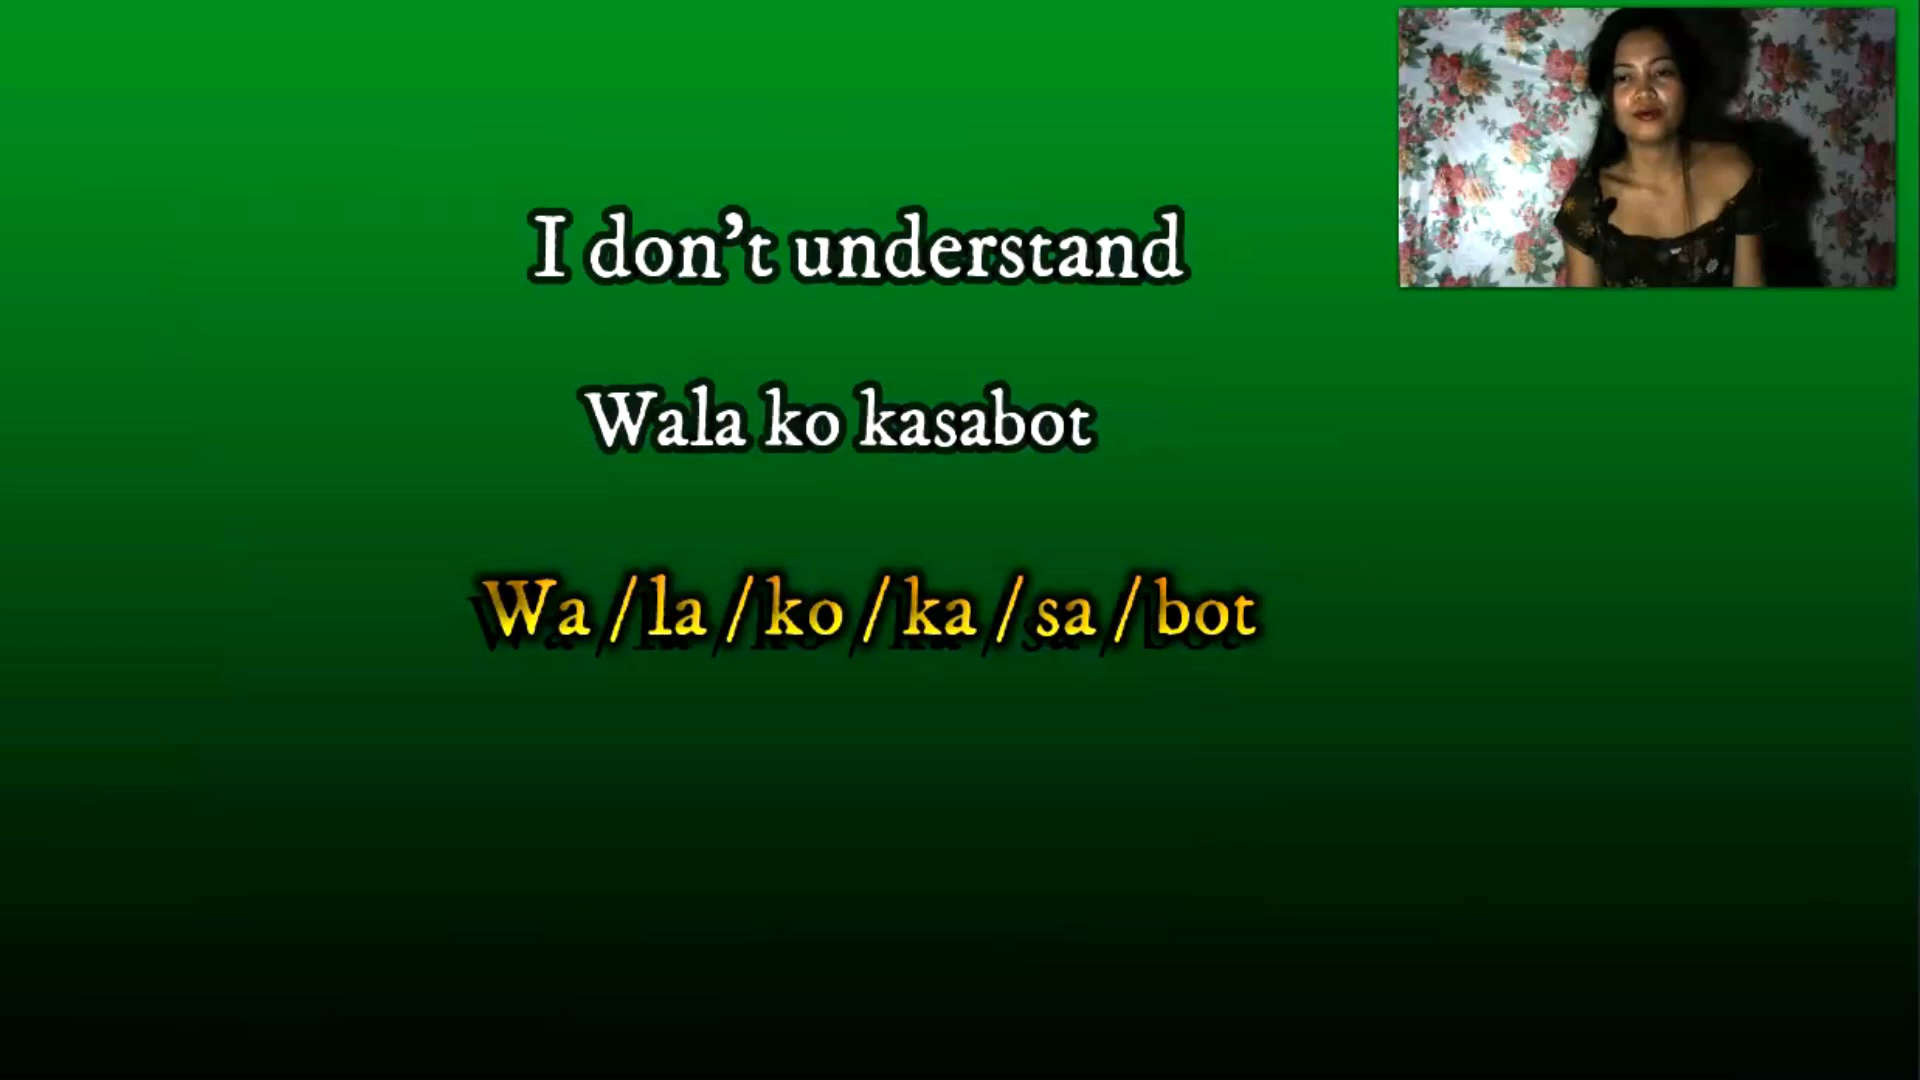 I don’t understand
Wala ko kasabot
Wa / la / ko / ka / sa / bot